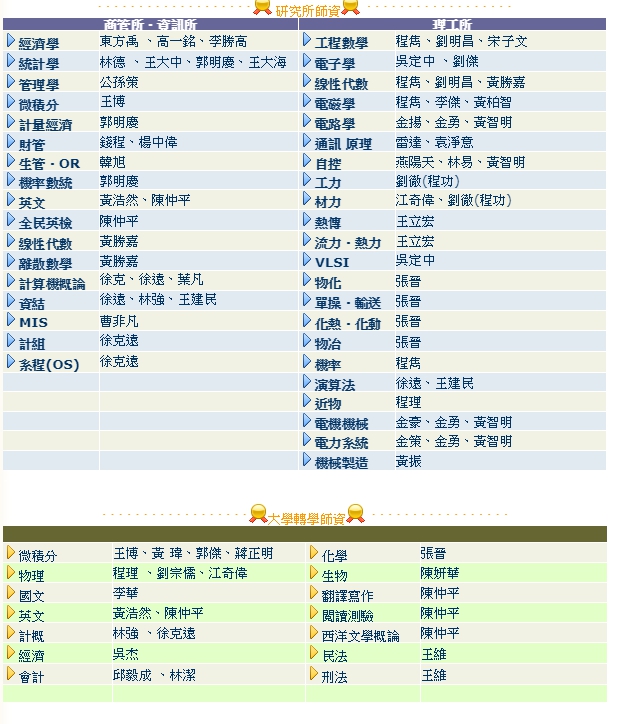 研究所師資
商管所‧資訊所 理工所
經濟學 東方禹 、高一銘、李勝高 工程數學 程雋、劉明昌、宋子文
統計學 林德 、王大中、郭明慶、王大海 電子學 吳定中 、劉傑
管理學 公孫策 線性代數 程雋、劉明昌、黃勝嘉
微積分 王博 電磁學 程雋、李傑、黃柏智
計量經濟 郭明慶 電路學 金揚、金勇、黃智明
財管 錢程、楊中偉 通訊 原理 雷達、袁淨意
生管‧OR 韓旭 自控 燕陽天、林易、黃智明
機率數統 郭明慶 工力 劉徹(程功)
英文 黃浩然、陳仲平 材力 江奇偉、劉徹(程功)
全民英檢 陳仲平 熱傳 王立宏
線性代數 黃勝嘉 流力‧熱力 王立宏
離散數學 黃勝嘉 VLSI 吳定中
計算機概論 徐克、徐遠、葉凡 物化 張晉
資結 徐遠、林強、王建民 單操‧輸送 張晉
MIS 曹非凡 化熱‧化動 張晉
計組 徐克遠 物冶 張晉
系程(OS) 徐克遠 機率 程雋
演算法 徐遠、王建民
近物 程理
電機機械 金豪、金勇、黃智明
電力系統 金策、金勇、黃智明
機械製造 黃振
大學轉學師資
微積分 王博、黃 瑋、郭傑、蔣正明 化學 張晉
物理 程理 、劉宗儒、江奇偉 生物 陳妍華
國文 李華 翻譯寫作 陳仲平
英文 黃浩然、陳仲平 閱讀測驗 陳仲平
計概 林強 、徐克遠 西洋文學概論 陳仲平
經濟 吳杰 民法 王維
會計 邱毅成 、林潔 刑法 王維